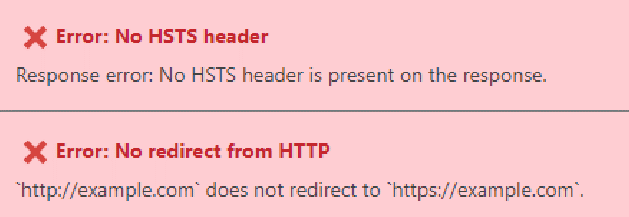 Error: No HSTS header
Response error: No HSTS header is present on the response.
Error: No redirect from HTTP
`http://example.com` does not redirect to `https://example.com`.